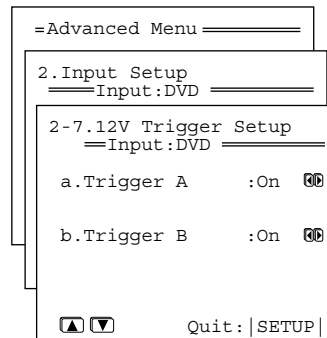 =Advanced Menu
2.Input Setup
Input:DVD
2-7.12V Trigger Setup
Input:DVD
a.Trigger A :On
b.Trigger B :On
Quit:|SETUP|